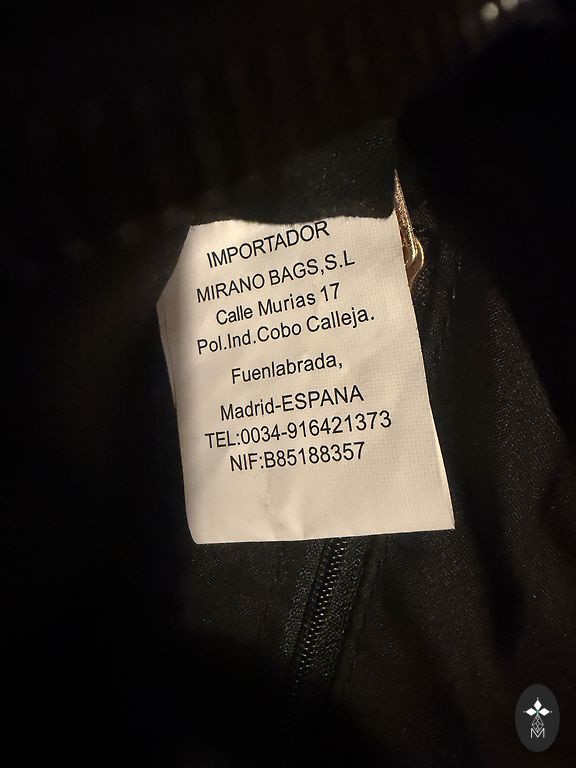 IMPORTADOR
MIRANO BAGS,S.L
Calle Murias 17
Pol.Ind.Cobo Calleja.
Fuenlabrada,
Madrid-ESPANA
TEL:0034-916421373
NIF:B85188357
M